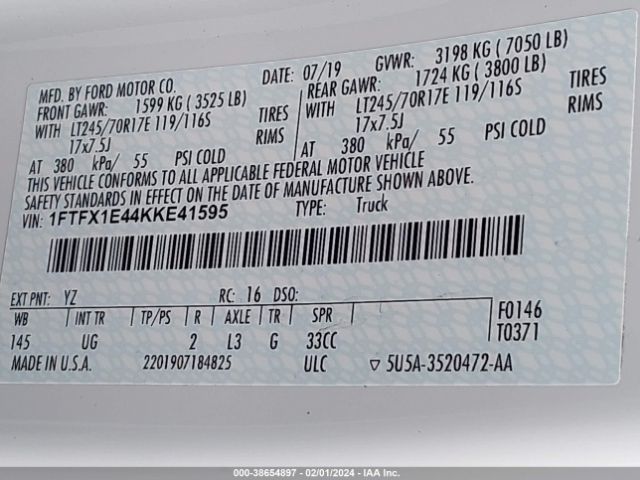 MFD. BY FORD MOTOR CO. DATE: 07/19 GVWR: 3198 KG ( 7050 LB)
FRONT GAWR: 1599 KG ( 3525 LB) REAR GAWR: 1724 KG ( 3800 LB)
WITH LT245/70R17E 119/116S TIRES WITH LT245/70R17E 119/116S TIRES
17x7.5J RIMS 17x7.5J RIMS
AT 380 kPa/ 55 PSI COLD AT 380 kPa/ 55 PSI COLD
THIS VEHICLE CONFORMS TO ALL APPLICABLE FEDERAL MOTOR VEHICLE
SAFETY STANDARDS IN EFFECT ON THE DATE OF MANUFACTURE SHOWN ABOVE.
VIN: 1FTFX1E44KKE41595 TYPE: Truck
EXT PNT: YZ RC: 16 DSO:
WB INT TR TP/PS R AXLE TR SPR F0146
145 UG 2 L3 G 33CC T0371
MADE IN U.S.A. 2201907184825 ULC ▽ 5U5A-3520472-AA
000-38654897 - 02/01/2024 - IAA Inc.